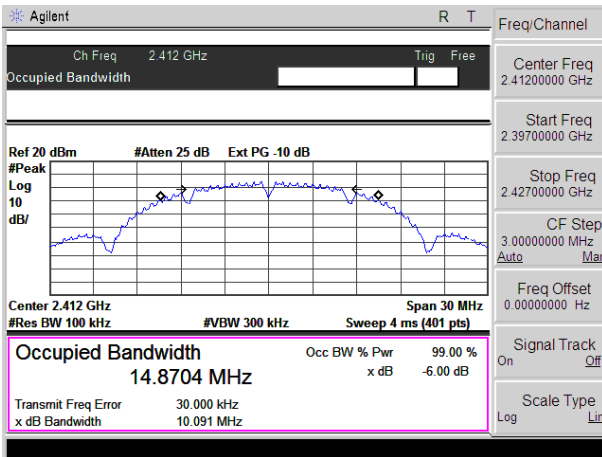 Agilent R T
Freq/Channel
Ch Freq 2.412 GHz Trig Free
Occupied Bandwidth
Center Freq
2.41200000 GHz
Start Freq
2.39700000 GHz
Stop Freq
2.42700000 GHz
CF Step
3.00000000 MHz
Auto Man
Freq Offset
0.00000000 Hz
Signal Track
On Off
Scale Type
Log Lin
Ref 20 dBm #Atten 25 dB Ext PG -10 dB
#Peak
Log
10
dB/
Center 2.412 GHz Span 30 MHz
#Res BW 100 kHz #VBW 300 kHz Sweep 4 ms (401 pts)
Occupied Bandwidth Occ BW % Pwr 99.00 %
14.8704 MHz x dB -6.00 dB
Transmit Freq Error 30.000 kHz
x dB Bandwidth 10.091 MHz